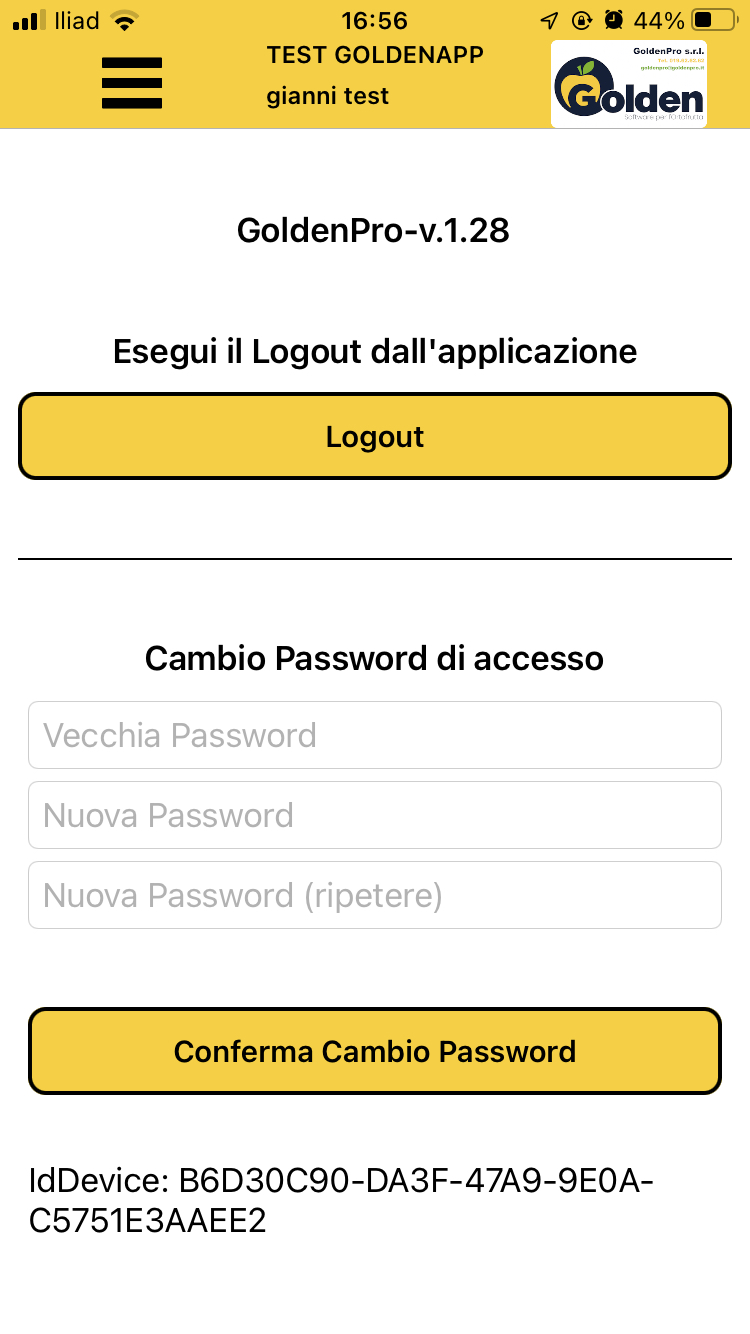 Iliad 16:56 44%
TEST GOLDENAPP
gianni test
GoldenPro s.r.l.
goldenpro@goldenpro.it
Golden
Software per l'Ortofrutta
GoldenPro-v.1.28
Esegui il Logout dall'applicazione
Logout
Cambio Password di accesso
Vecchia Password
Nuova Password
Nuova Password (ripetere)
Conferma Cambio Password
IdDevice: B6D30C90-DA3F-47A9-9E0A-
C5751E3AAEE2